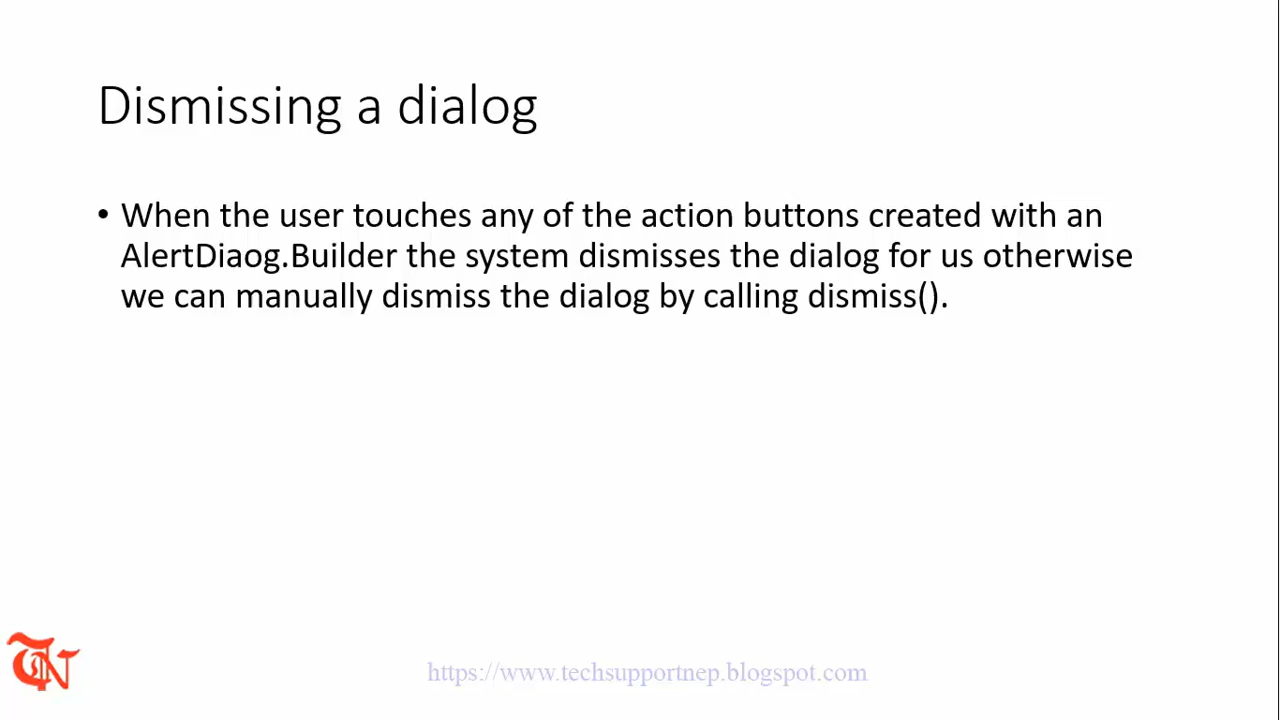 Dismissing a dialog
• When the user touches any of the action buttons created with an
AlertDiaog.Builder the system dismisses the dialog for us otherwise
we can manually dismiss the dialog by calling dismiss().
https://www.techsupportnep.blogspot.com